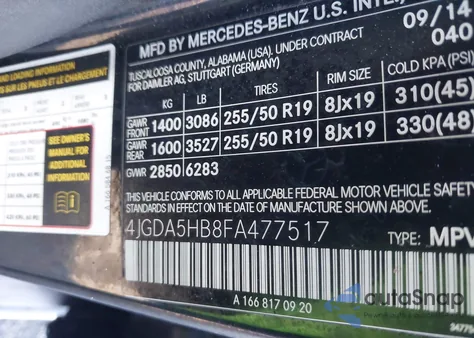 AND LOADING INFORMATION
SEE OWNER'S
MANUAL FOR
ADDITIONAL
INFORMATION
MFD BY MERCEDES-BENZ U.S. INTE
09/14
TUSCALOOSA COUNTY, ALABAMA (USA). UNDER CONTRACT
040
FOR DAIMLER AG, STUTTGART (GERMANY)
KG LB TIRES RIM SIZE COLD KPA (PSI)
GAWR FRONT 1400 3086 255/50 R19 8Jx19 310(45)
GAWR REAR 1600 3527 255/50 R19 8Jx19 330(48)
GVWR 2850 6283
THIS VEHICLE CONFORMS TO ALL APPLICABLE FEDERAL MOTOR VEHICLE SAFETY
STANDARDS IN EFFECT ON THE DATE OF MANUFACTURE SHOWN ABOVE.
4JGDA5HB8FA477517 TYPE: MPV
A 166 817 09 20
autoSnap